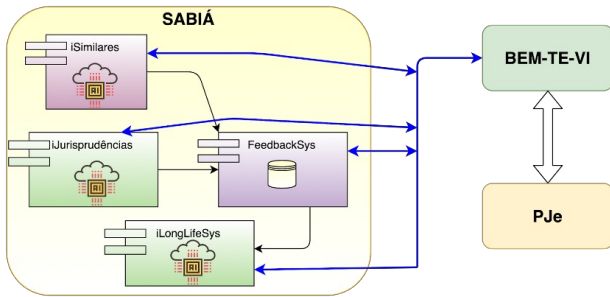 SABIÁ
iSimilares
AI
BEM-TE-VI
iJurisprudências
AI
FeedbackSys
PJe
iLongLifeSys
AI